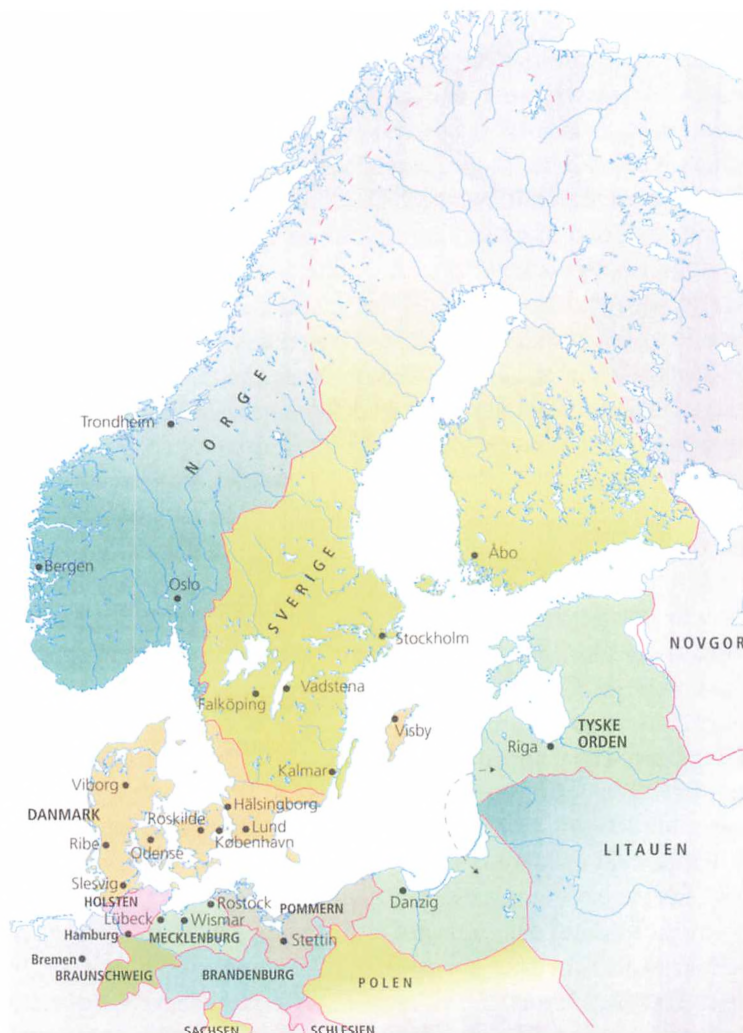 NORGE
Trondheim
Bergen
Oslo
SVERIGE
Åbo
Stockholm
NOVGOR
Vadstena
Falköping
Visby
TYSKE
ORDEN
Riga
Kalmar
Viborg
Hälsingborg
DANMARK
Roskilde
Lund
Ribe
Odense
København
LITAUEN
Slesvig
HOLSTEN
Rostock
Danzig
POMMERN
Lübeck
Wismar
Hamburg
MECKLENBURG
Stettin
Bremen
BRAUNSCHWEIG
BRANDENBURG
POLEN
SACHSEN
SCHLESIEN